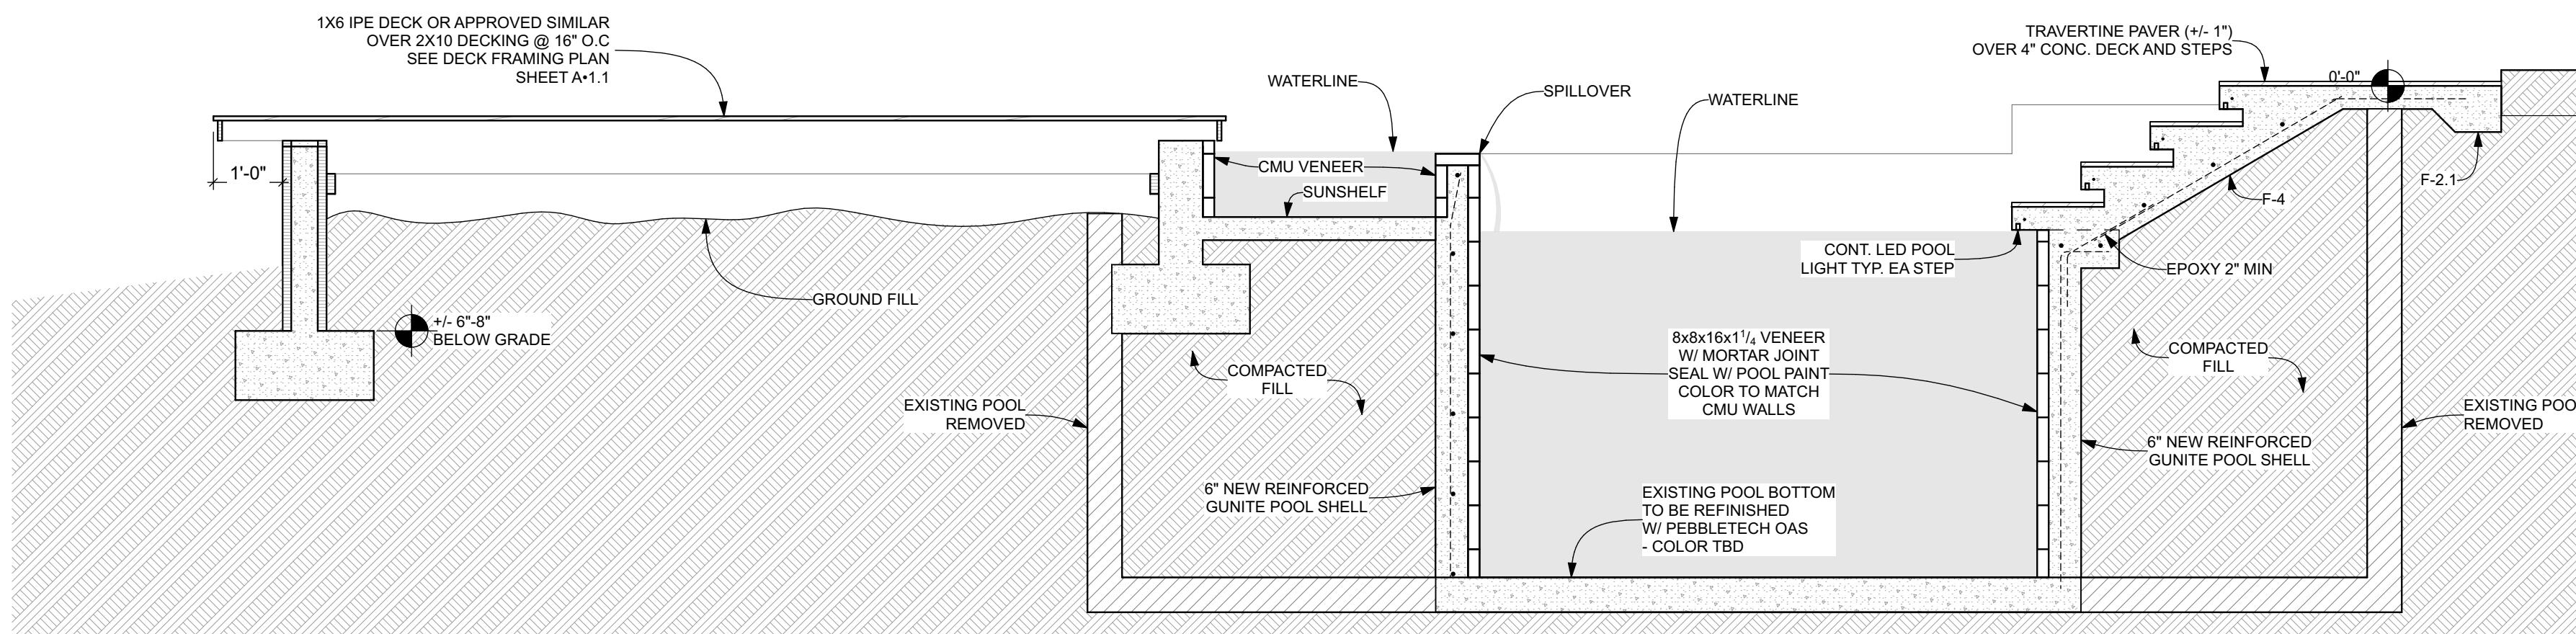 1X6 IPE DECK OR APPROVED SIMILAR
OVER 2X10 DECKING @ 16" O.C
SEE DECK FRAMING PLAN
SHEET A•1.1
WATERLINE
SPILLOVER
WATERLINE
TRAVERTINE PAVER (+/- 1")
OVER 4" CONC. DECK AND STEPS
0'-0"
1'-0"
CMU VENEER
SUNSHELF
F-2.1
F-4
CONT. LED POOL
LIGHT TYP. EA STEP
EPOXY 2" MIN
GROUND FILL
+/- 6"-8"
BELOW GRADE
COMPACTED
FILL
8x8x16x1 1/4 VENEER
W/ MORTAR JOINT
SEAL W/ POOL PAINT
COLOR TO MATCH
CMU WALLS
COMPACTED
FILL
EXISTING POOL
REMOVED
EXISTING POO
REMOVED
6" NEW REINFORCED
GUNITE POOL SHELL
6" NEW REINFORCED
GUNITE POOL SHELL
EXISTING POOL BOTTOM
TO BE REFINISHED
W/ PEBBLETECH OAS
- COLOR TBD